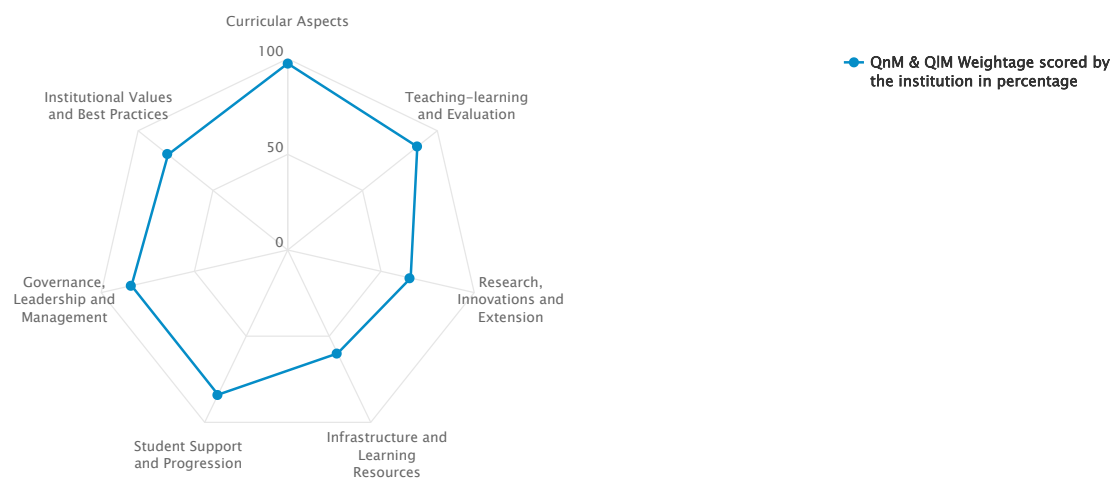 Curricular Aspects
100
QnM & QlM Weightage scored by
the institution in percentage
Institutional Values
and Best Practices
Teaching-learning
and Evaluation
50
0
Governance,
Leadership and
Management
Research,
Innovations and
Extension
Student Support
and Progression
Infrastructure and
Learning
Resources